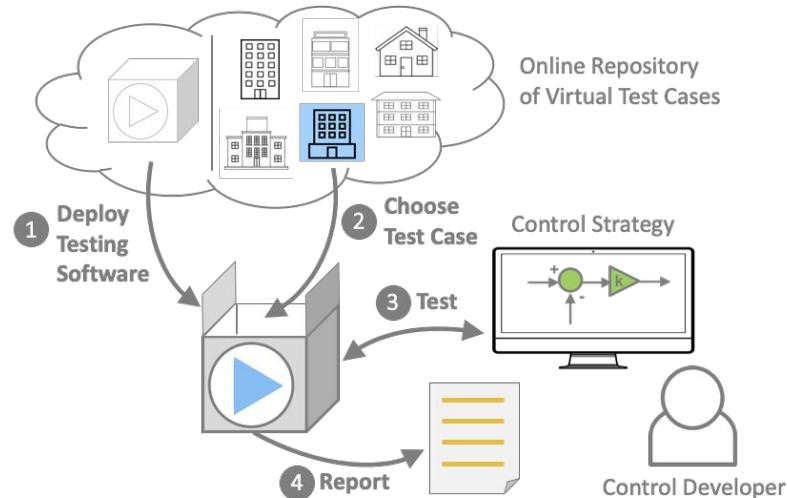 Online Repository
of Virtual Test Cases
1 Deploy
Testing
Software
2 Choose
Test Case
Control Strategy
+
-
k
3 Test
4 Report
Control Developer